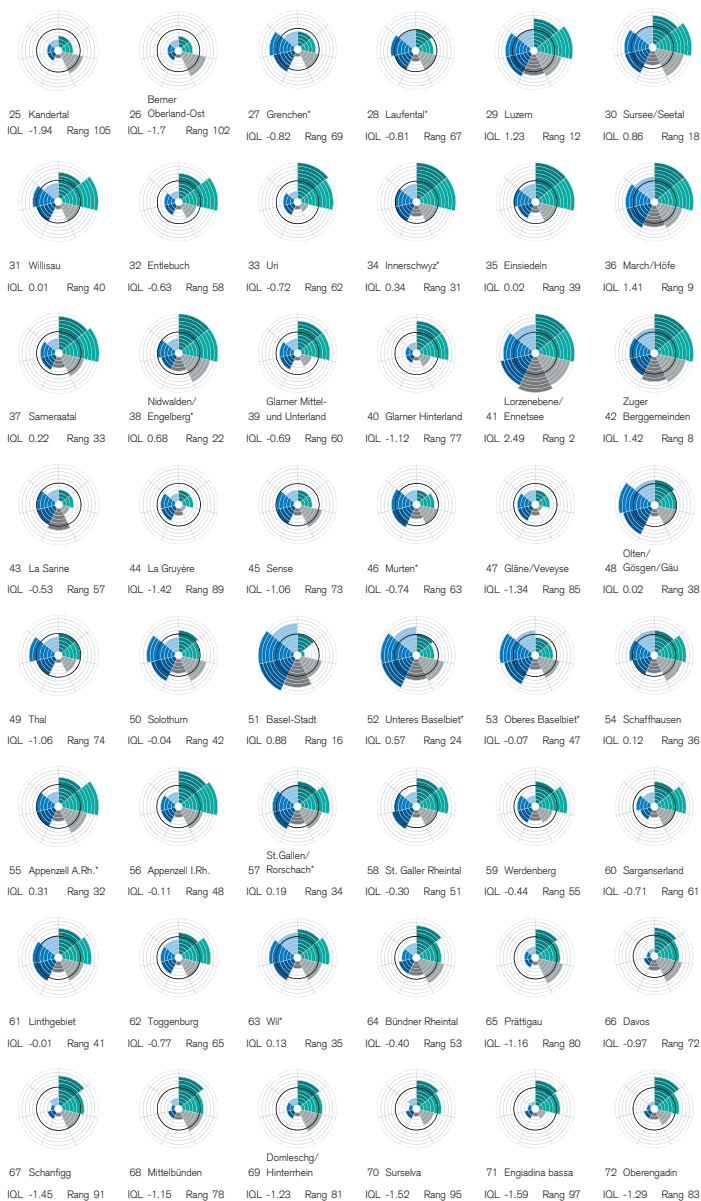 25 Kandertal
IQL -1.94 Rang 105
Berner
26 Oberland-Ost
IQL -1.7 Rang 102
27 Grenchen*
IQL -0.82 Rang 69
28 Laufental*
IQL -0.81 Rang 67
29 Luzern
IQL 1.23 Rang 12
30 Sursee/Seetal
IQL 0.86 Rang 18
31 Willisau
IQL 0.01 Rang 40
32 Entlebuch
IQL -0.63 Rang 58
33 Uri
IQL -0.72 Rang 62
34 Innerschwyz*
IQL 0.34 Rang 31
35 Einsiedeln
IQL 0.02 Rang 39
36 March/Höfe
IQL 1.41 Rang 9
37 Sarneraatal
IQL 0.22 Rang 33
Nidwalden/
38 Engelberg*
IQL 0.68 Rang 22
Glarner Mittel-
39 und Unterland
IQL -0.69 Rang 60
40 Glarner Hinterland
IQL -1.12 Rang 77
Lorzenebene/
41 Ennetsee
IQL 2.49 Rang 2
Zuger
42 Berggemeinden
IQL 1.42 Rang 8
43 La Sarine
IQL -0.53 Rang 57
44 La Gruyère
IQL -1.42 Rang 89
45 Sense
IQL -1.06 Rang 73
46 Murten*
IQL -0.74 Rang 63
47 Glâne/Veveyse
IQL -1.34 Rang 85
Olten/
48 Gösgen/Gäu
IQL 0.02 Rang 38
49 Thal
IQL -1.06 Rang 74
50 Solothurn
IQL -0.04 Rang 42
51 Basel-Stadt
IQL 0.88 Rang 16
52 Unteres Baselbiet*
IQL 0.57 Rang 24
53 Oberes Baselbiet*
IQL -0.07 Rang 47
54 Schaffhausen
IQL 0.12 Rang 36
55 Appenzell A.Rh.*
IQL 0.31 Rang 32
56 Appenzell I.Rh.
IQL -0.11 Rang 48
St.Gallen/
57 Rorschach*
IQL 0.19 Rang 34
58 St. Galler Rheintal
IQL -0.30 Rang 51
59 Werdenberg
IQL -0.44 Rang 55
60 Sarganserland
IQL -0.71 Rang 61
61 Linthgebiet
IQL -0.01 Rang 41
62 Toggenburg
IQL -0.77 Rang 65
63 Wil*
IQL 0.13 Rang 35
64 Bündner Rheintal
IQL -0.40 Rang 53
65 Prättigau
IQL -1.16 Rang 80
66 Davos
IQL -0.97 Rang 72
67 Schanfigg
IQL -1.45 Rang 91
68 Mittelbünden
IQL -1.15 Rang 78
Domleschg/
69 Hinterrhein
IQL -1.23 Rang 81
70 Surselva
IQL -1.52 Rang 95
71 Engiadina bassa
IQL -1.59 Rang 97
72 Oberengadin
IQL -1.29 Rang 83